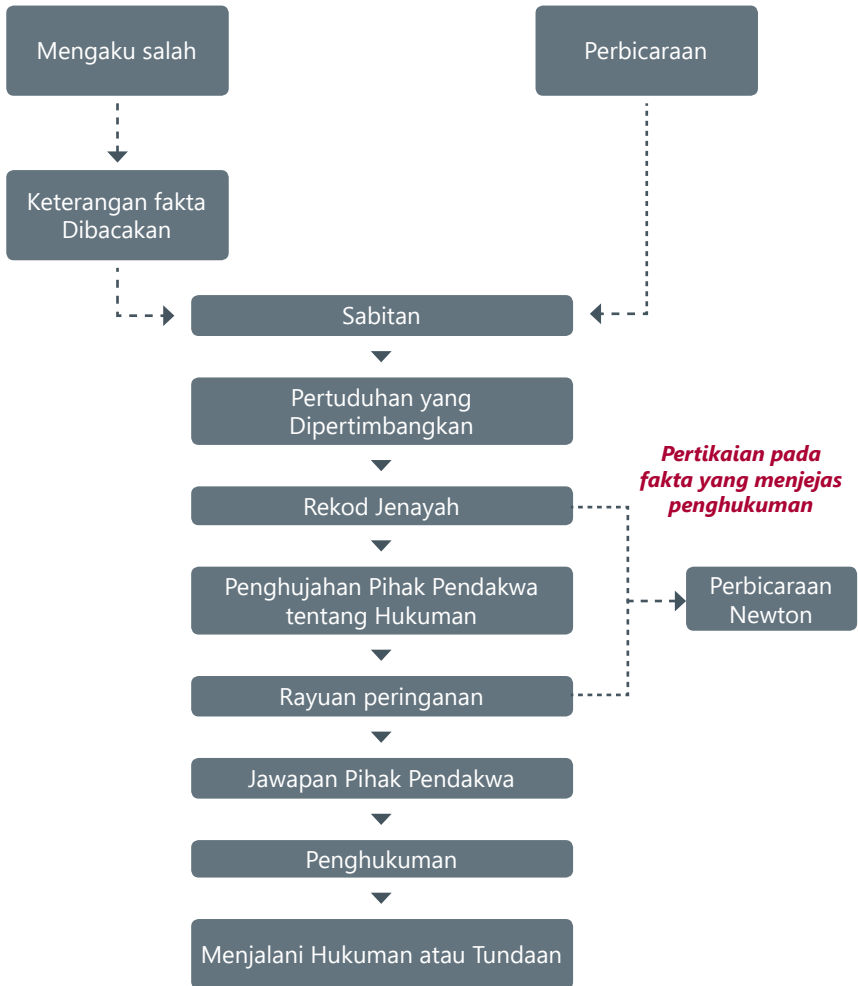 Mengaku salah
Perbicaraan
Keterangan fakta
Dibacakan
Sabitan
Pertuduhan yang
Dipertimbangkan
Pertikaian pada
fakta yang menjejas
penghukuman
Rekod Jenayah
Penghujahan Pihak Pendakwa
tentang Hukuman
Perbicaraan
Newton
Rayuan peringanan
Jawapan Pihak Pendakwa
Penghukuman
Menjalani Hukuman atau Tundaan